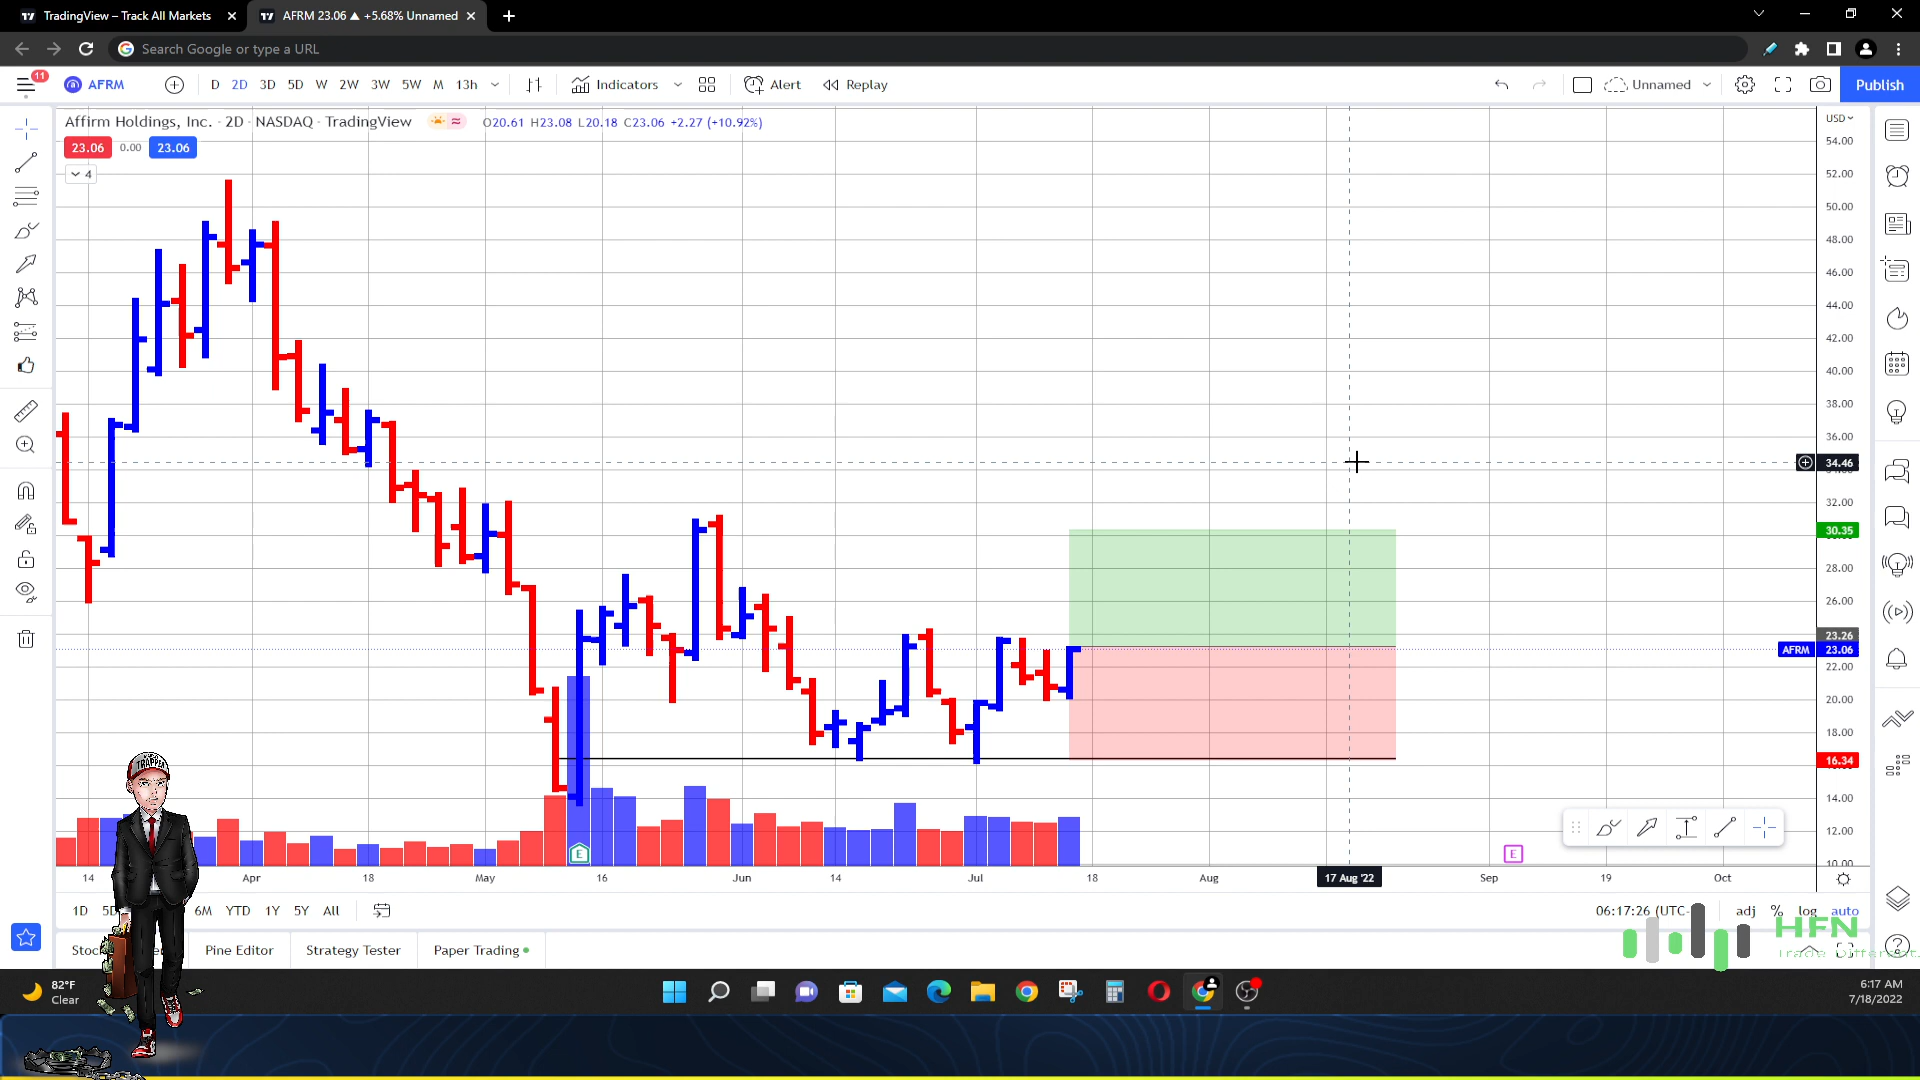 TradingView – Track All Markets
AFRM 23.06 ▲ +5.68% Unnamed
Search Google or type a URL
11
AFRM
D 2D 3D 5D W 2W 3W 5W M 13h
Indicators
Alert
Replay
Unnamed
Publish
Affirm Holdings, Inc. · 2D · NASDAQ · TradingView
O20.61 H23.08 L20.18 C23.06 +2.27 (+10.92%)
23.06 0.00 23.06
4
USD
54.00
52.00
50.00
48.00
46.00
44.00
42.00
40.00
38.00
36.00
34.46
32.00
30.35
28.00
26.00
23.26
AFRM 23.06
22.00
20.00
18.00
16.34
14.00
12.00
10.00
E
E
14 Apr 18 May 16 Jun 14 Jul 18 Aug 17 Aug '22 Sep 19 Oct
TRAPPER
1D 5D 6M YTD 1Y 5Y All
06:17:26 (UTC-
adj % log auto
Pine Editor
Strategy Tester
Paper Trading
HFN
Trade Different.
82°F
Clear
6:17 AM
7/18/2022